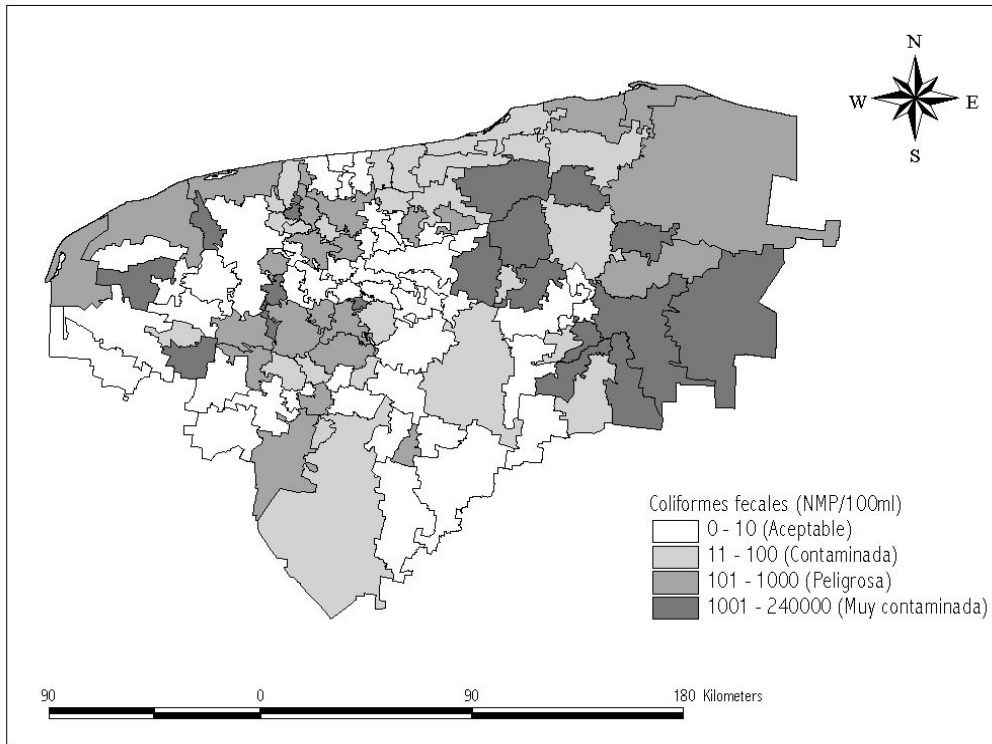 N
W E
S
Coliformes fecales (NMP/100ml)
0 - 10 (Aceptable)
11 - 100 (Contaminada)
101 - 1000 (Peligrosa)
1001 - 240000 (Muy contaminada)
90 0 90 180 Kilometers